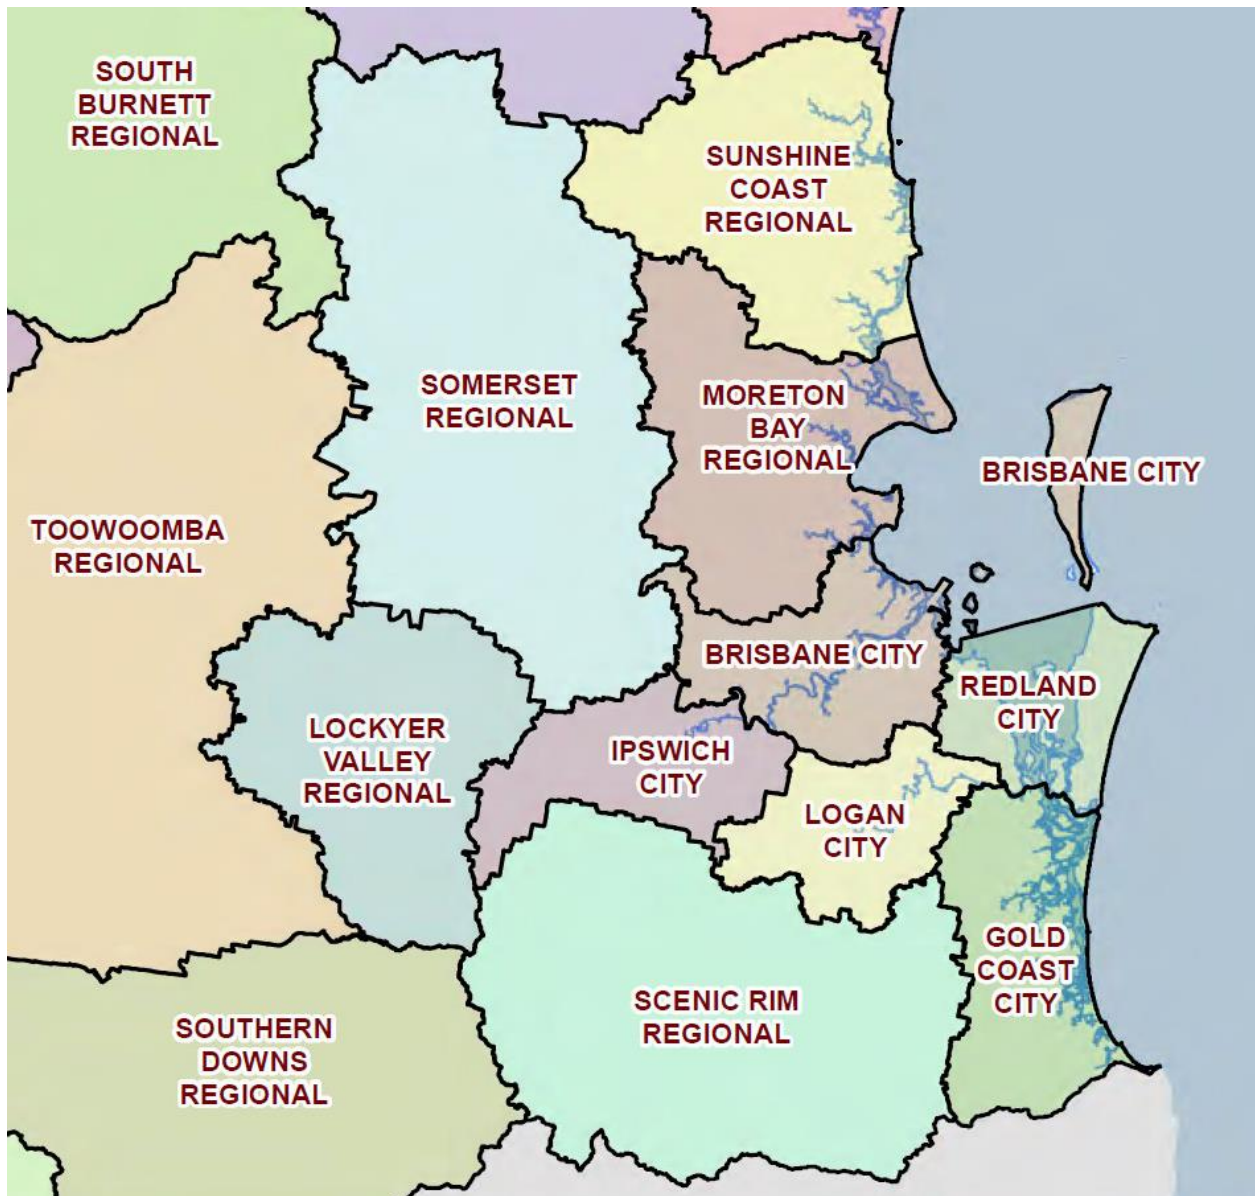 SOUTH
BURNETT
REGIONAL
SUNSHINE
COAST
REGIONAL
SOMERSET
REGIONAL
MORETON
BAY
REGIONAL
BRISBANE CITY
TOOWOOMBA
REGIONAL
BRISBANE CITY
REDLAND
CITY
LOCKYER
VALLEY
REGIONAL
IPSWICH
CITY
LOGAN
CITY
GOLD
COAST
CITY
SCENIC RIM
REGIONAL
SOUTHERN
DOWNS
REGIONAL